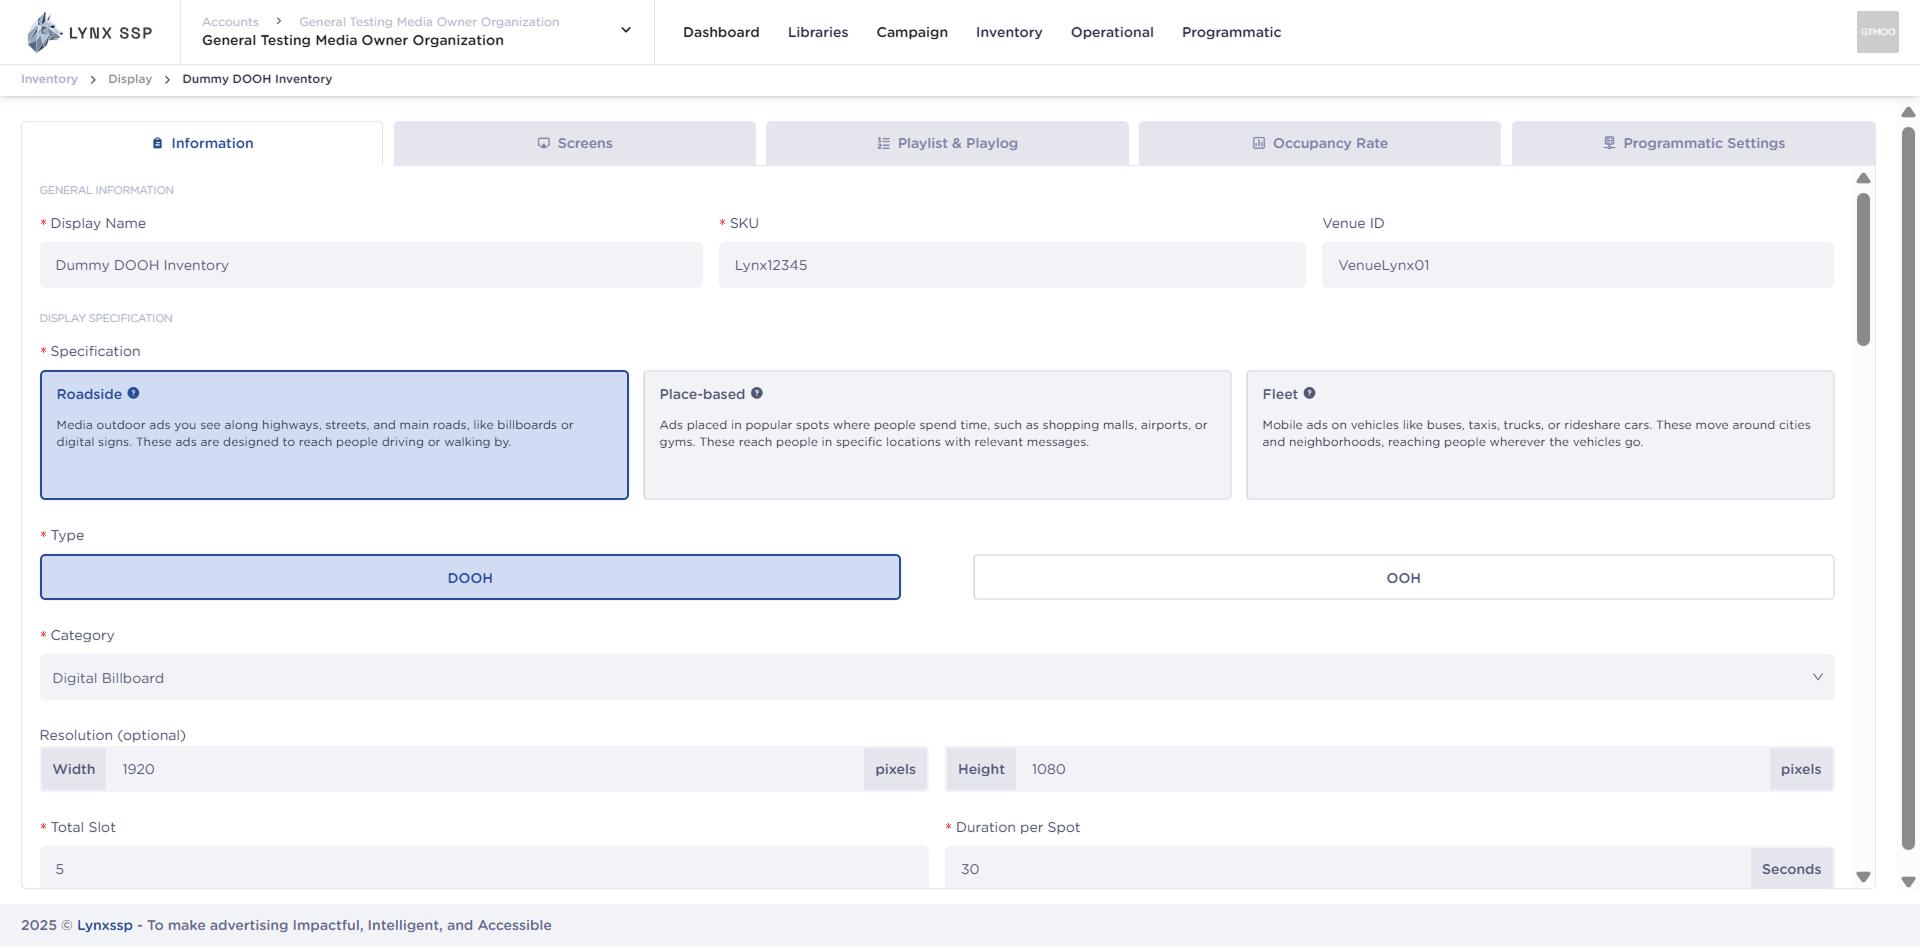 LYNX SSP
Accounts > General Testing Media Owner Organization
General Testing Media Owner Organization
Dashboard
Libraries
Campaign
Inventory
Operational
Programmatic
GTMOO
Inventory > Display > Dummy DOOH Inventory
Information
Screens
Playlist & Playlog
Occupancy Rate
Programmatic Settings
GENERAL INFORMATION
* Display Name
Dummy DOOH Inventory
* SKU
Lynx12345
Venue ID
VenueLynx01
DISPLAY SPECIFICATION
* Specification
Roadside
Media outdoor ads you see along highways, streets, and main roads, like billboards or
digital signs. These ads are designed to reach people driving or walking by.
Place-based
Ads placed in popular spots where people spend time, such as shopping malls, airports, or
gyms. These reach people in specific locations with relevant messages.
Fleet
Mobile ads on vehicles like buses, taxis, trucks, or rideshare cars. These move around cities
and neighborhoods, reaching people wherever the vehicles go.
* Type
DOOH
OOH
* Category
Digital Billboard
Resolution (optional)
Width 1920 pixels
Height 1080 pixels
* Total Slot
5
* Duration per Spot
30 Seconds
2025 © Lynxssp - To make advertising Impactful, Intelligent, and Accessible